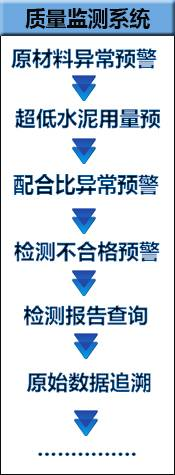 质量监测系统
原材料异常预警
超低水泥用量预
配合比异常预警
检测不合格预警
检测报告查询
原始数据追溯
...............